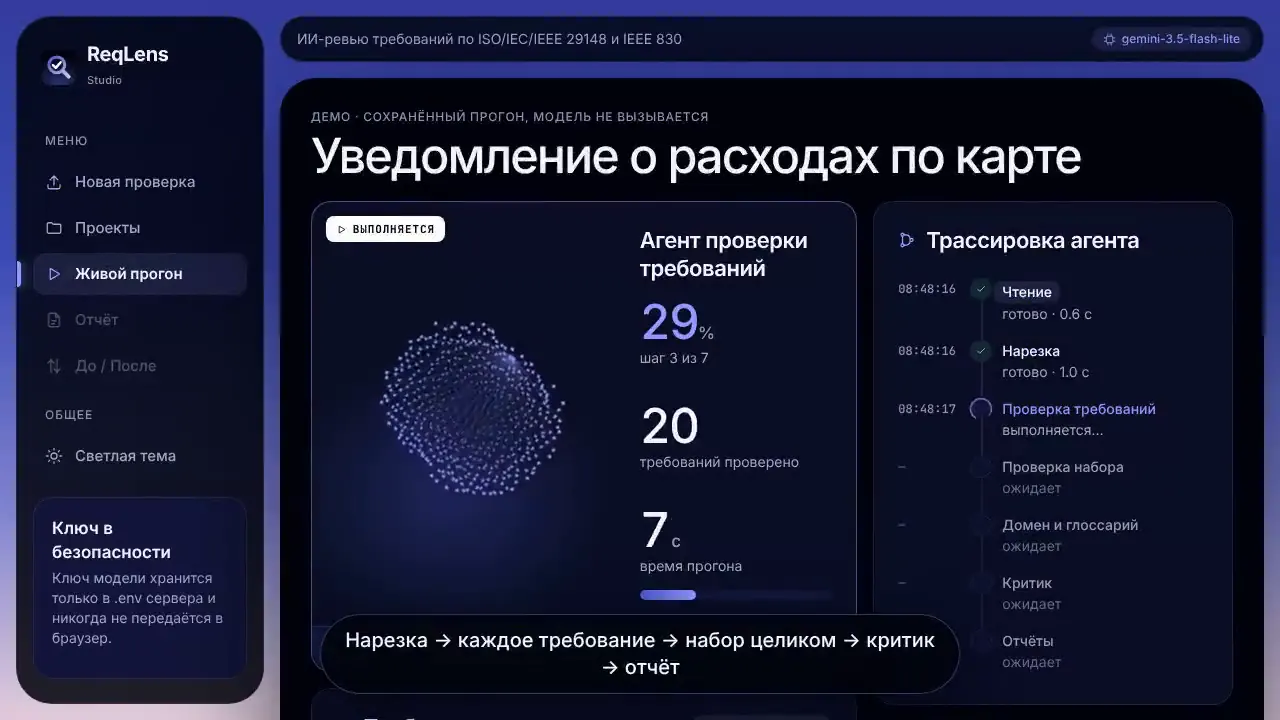 ReqLens
Studio
МЕНЮ
Новая проверка
Проекты
Живой прогон
Отчёт
До / После
ОБЩЕЕ
Светлая тема
Ключ в
безопасности
Ключ модели хранится
только в .env сервера и
никогда не передаётся в
браузер.
ИИ-ревью требований по ISO/IEC/IEEE 29148 и IEEE 830
gemini-3.5-flash-lite
ДЕМО · СОХРАНЁННЫЙ ПРОГОН, МОДЕЛЬ НЕ ВЫЗЫВАЕТСЯ
Уведомление о расходах по карте
ВЫПОЛНЯЕТСЯ
Агент проверки
требований
29%
шаг 3 из 7
20
требований проверено
7 с
время прогона
Трассировка агента
08:48:16 Чтение
готово · 0.6 с
08:48:16 Нарезка
готово · 1.0 с
08:48:17 Проверка требований
выполняется...
– Проверка набора
ожидает
– Домен и глоссарий
ожидает
– Критик
ожидает
Отчёты
ожидает
Нарезка → каждое требование → набор целиком → критик
→ отчёт